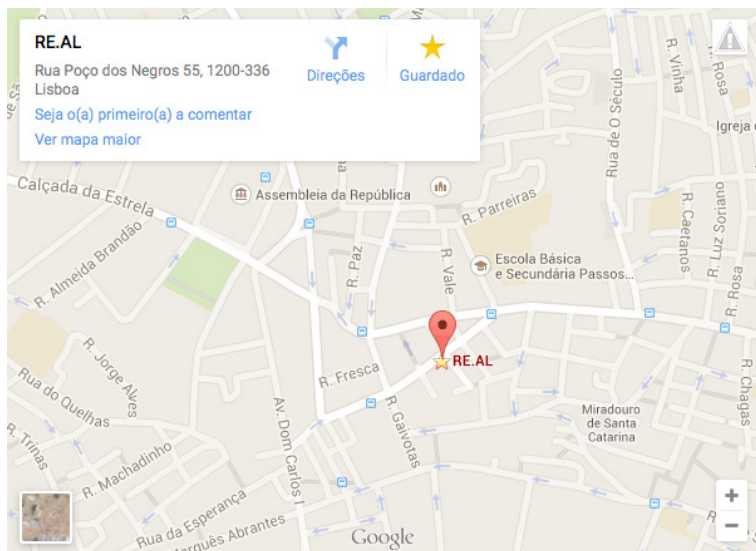 RE.AL
Rua Poço dos Negros 55, 1200-336
Lisboa
Seja o(a) primeiro(a) a comentar
Ver mapa maior
Direções
Guardado
Calçada da Estrela
Assembleia da República
R. Parreiras
Rua de O Século
R. Vinha
R. Rosa
Igreja d
R. Caetanos
R. Luz Soriano
R. Rosa
R. Almeida Brandão
R. Paz
R. Vale
Escola Básica
e Secundária Passos...
RE.AL
R. Fresca
R. Jorge Alves
Rua do Quelhas
Av. Dom Carlos I
R. Gaivotas
Miradouro
de Santa
Catarina
R. Chagas
R. Trinas
R. Machadinho
Rua da Esperança
arquês Abrantes
Google